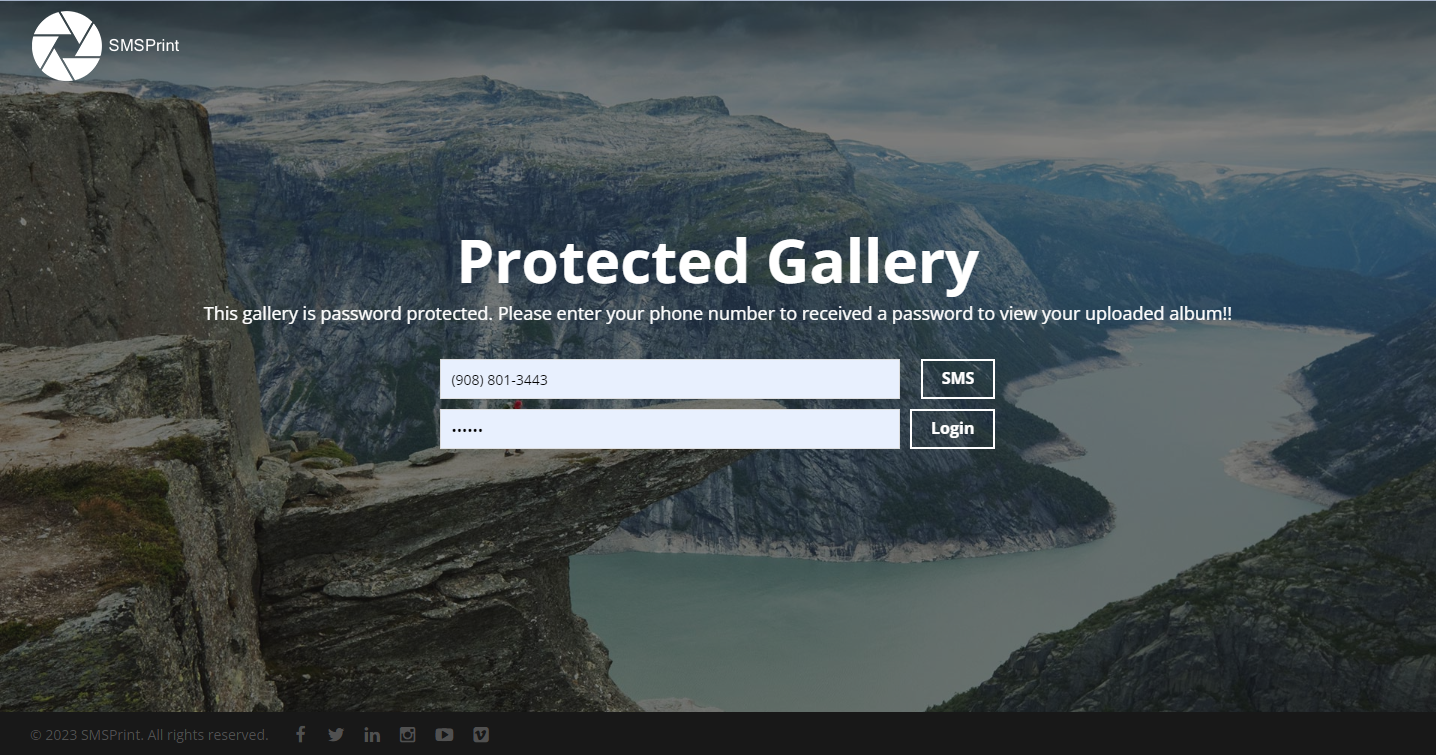 SMSPrint
Protected Gallery
This gallery is password protected. Please enter your phone number to received a password to view your uploaded album!!
(908) 801-3443
SMS
••••••
Login
© 2023 SMSPrint. All rights reserved.